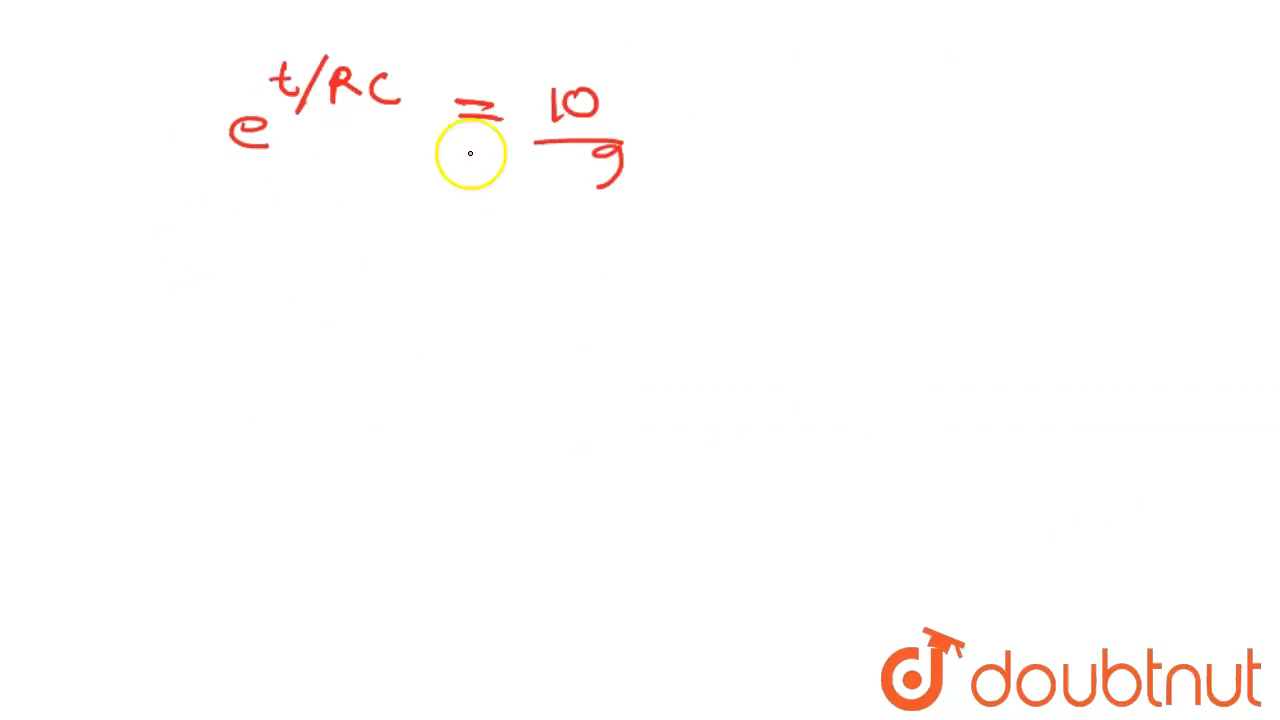 e^{t/RC} = 10/9
doubtnut